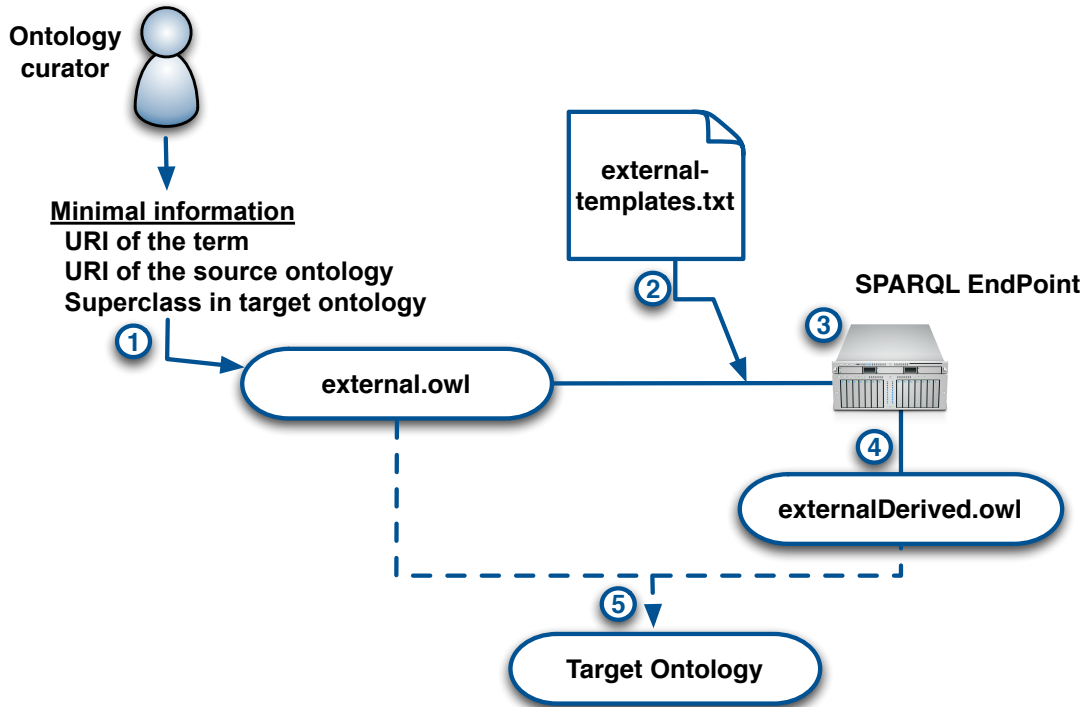 Ontology
curator
Minimal information
URI of the term
URI of the source ontology
Superclass in target ontology
1
external.owl
external-
templates.txt
2
SPARQL EndPoint
3
4
externalDerived.owl
5
Target Ontology